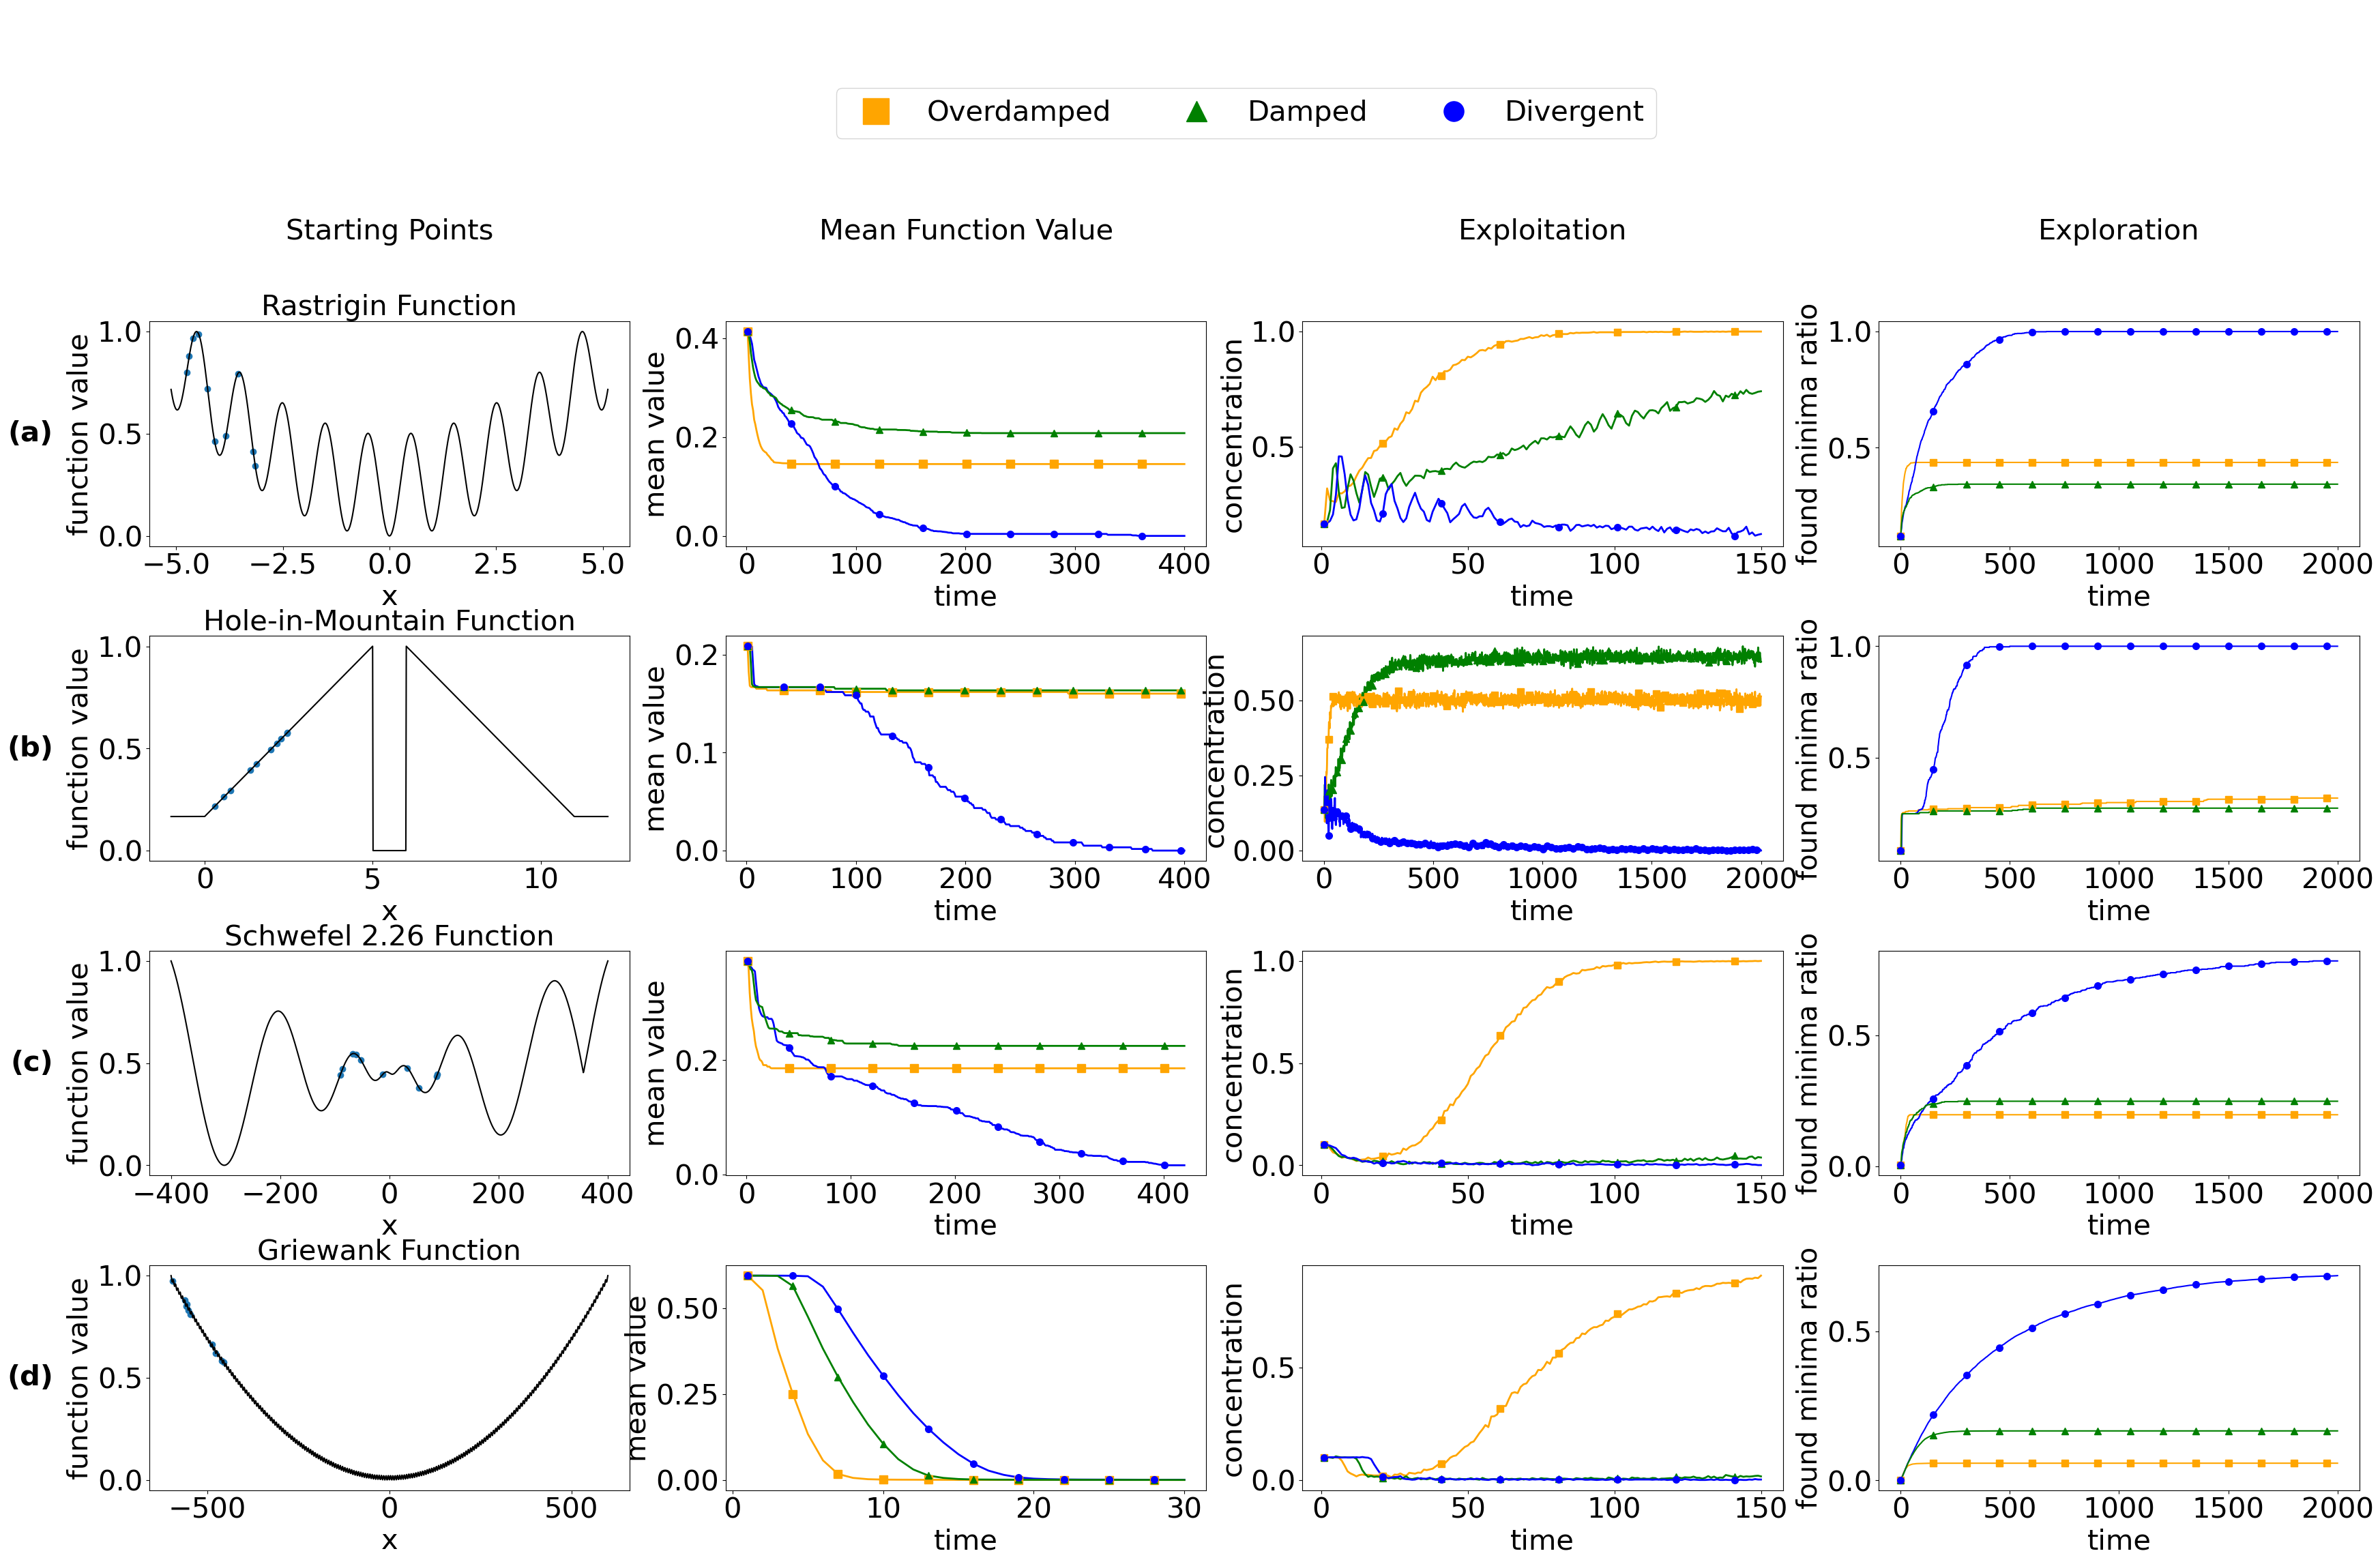 Overdamped Damped Divergent
Starting Points Mean Function Value Exploitation Exploration
(a)
Rastrigin Function
function value
1.0
0.5
0.0
−5.0 −2.5 0.0 2.5 5.0
x
mean value
0.4
0.2
0.0
0 100 200 300 400
time
concentration
1.0
0.5
0 50 100 150
time
found minima ratio
1.0
0.5
0 500 1000 1500 2000
time
(b)
Hole-in-Mountain Function
function value
1.0
0.5
0.0
0 5 10
x
mean value
0.2
0.1
0.0
0 100 200 300 400
time
concentration
0.50
0.25
0.00
0 500 1000 1500 2000
time
found minima ratio
1.0
0.5
0 500 1000 1500 2000
time
(c)
Schwefel 2.26 Function
function value
1.0
0.5
0.0
−400 −200 0 200 400
x
mean value
0.2
0.0
0 100 200 300 400
time
concentration
1.0
0.5
0.0
0 50 100 150
time
found minima ratio
0.5
0.0
0 500 1000 1500 2000
time
(d)
Griewank Function
function value
1.0
0.5
0.0
−500 0 500
x
mean value
0.50
0.25
0.00
0 10 20 30
time
concentration
0.5
0.0
0 50 100 150
time
found minima ratio
0.5
0.0
0 500 1000 1500 2000
time